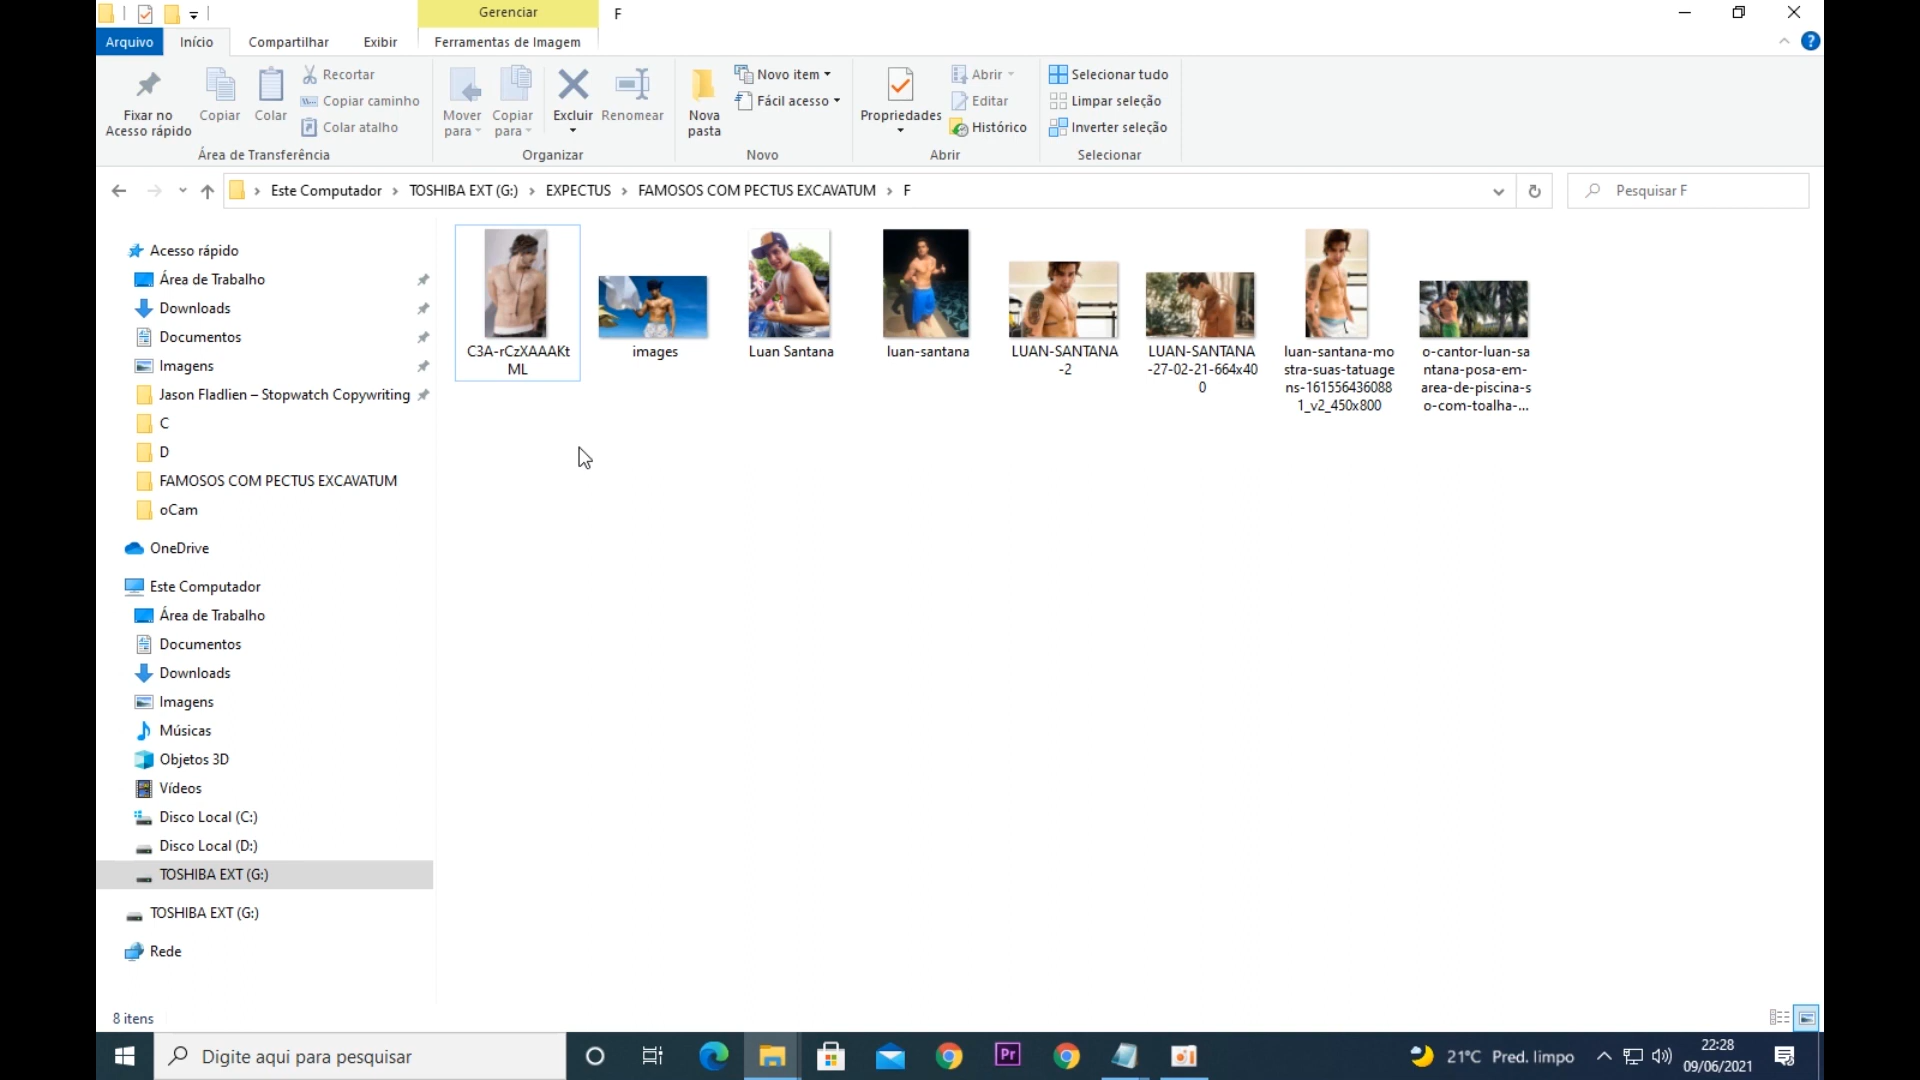 Gerenciar
F
Arquivo
Início
Compartilhar
Exibir
Ferramentas de Imagem
Fixar no
Acesso rápido
Copiar
Colar
Recortar
Copiar caminho
Colar atalho
Área de Transferência
Mover
para
Copiar
para
Excluir
Renomear
Organizar
Nova
pasta
Novo item
Fácil acesso
Novo
Propriedades
Abrir
Editar
Histórico
Abrir
Selecionar tudo
Limpar seleção
Inverter seleção
Selecionar
Este Computador > TOSHIBA EXT (G:) > EXPECTUS > FAMOSOS COM PECTUS EXCAVATUM > F
Pesquisar F
Acesso rápido
Área de Trabalho
Downloads
Documentos
Imagens
Jason Fladlien – Stopwatch Copywriting
C
D
FAMOSOS COM PECTUS EXCAVATUM
oCam
OneDrive
Este Computador
Área de Trabalho
Documentos
Downloads
Imagens
Músicas
Objetos 3D
Vídeos
Disco Local (C:)
Disco Local (D:)
TOSHIBA EXT (G:)
TOSHIBA EXT (G:)
Rede
C3A-rCzXAAAKt
ML
images
Luan Santana
luan-santana
LUAN-SANTANA
-2
LUAN-SANTANA
-27-02-21-664x40
0
luan-santana-mo
stra-suas-tatuage
ns-161556436088
1_v2_450x800
o-cantor-luan-sa
ntana-posa-em-
area-de-piscina-s
o-com-toalha-...
8 itens
Digite aqui para pesquisar
Pr
21°C Pred. limpo
22:28
09/06/2021